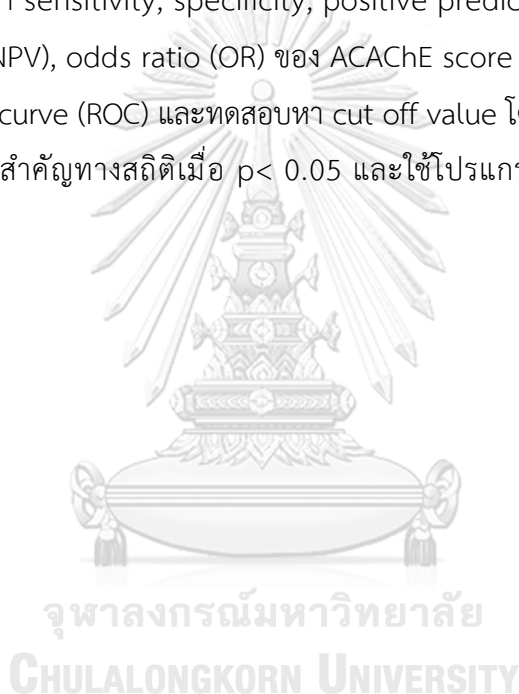 sensitivity, specificity, positive predic
NPV), odds ratio (OR) ของ ACAChE score
curve (ROC) และทดสอบหา cut off value
สำคัญทางสถิติเมื่อ p< 0.05 และใช้โปรแกร
จุฬาลงกรณ์มหาวิทยาลัย
CHULALONGKORN UNIVERSITY